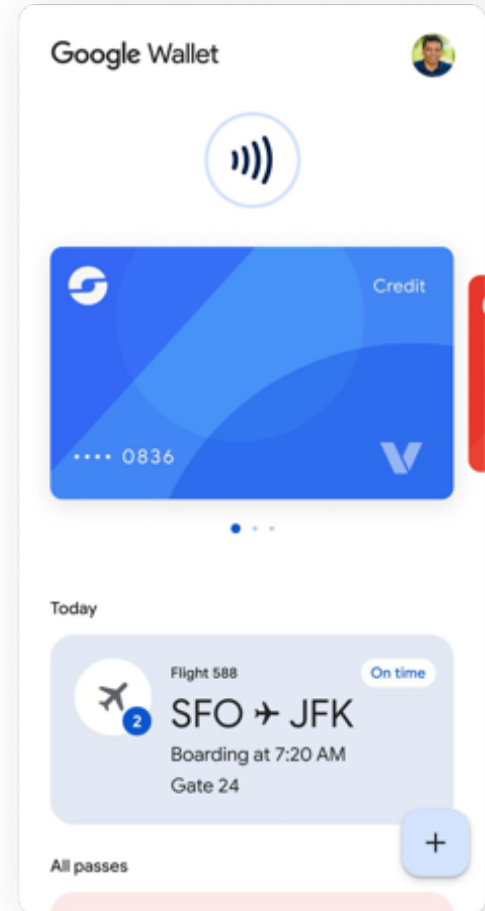 Google Wallet
Credit
•••• 0836
Today
Flight 588
On time
2
SFO ✈ JFK
Boarding at 7:20 AM
Gate 24
+
All passes